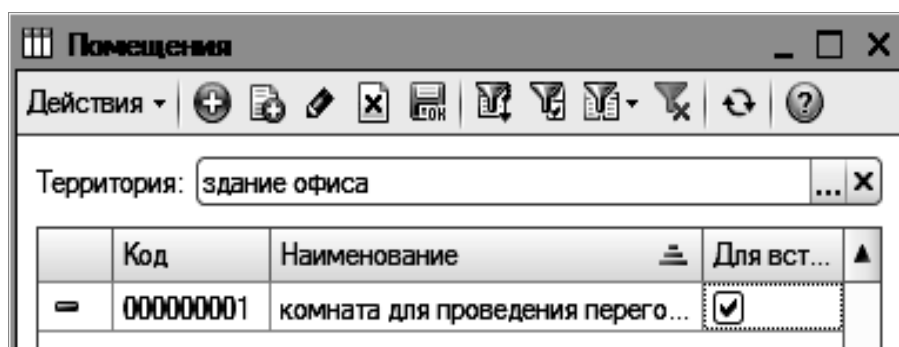 Помещения
Действия
Территория: здание офиса
Код Наименование Для вст...
000000001 комната для проведения перего...